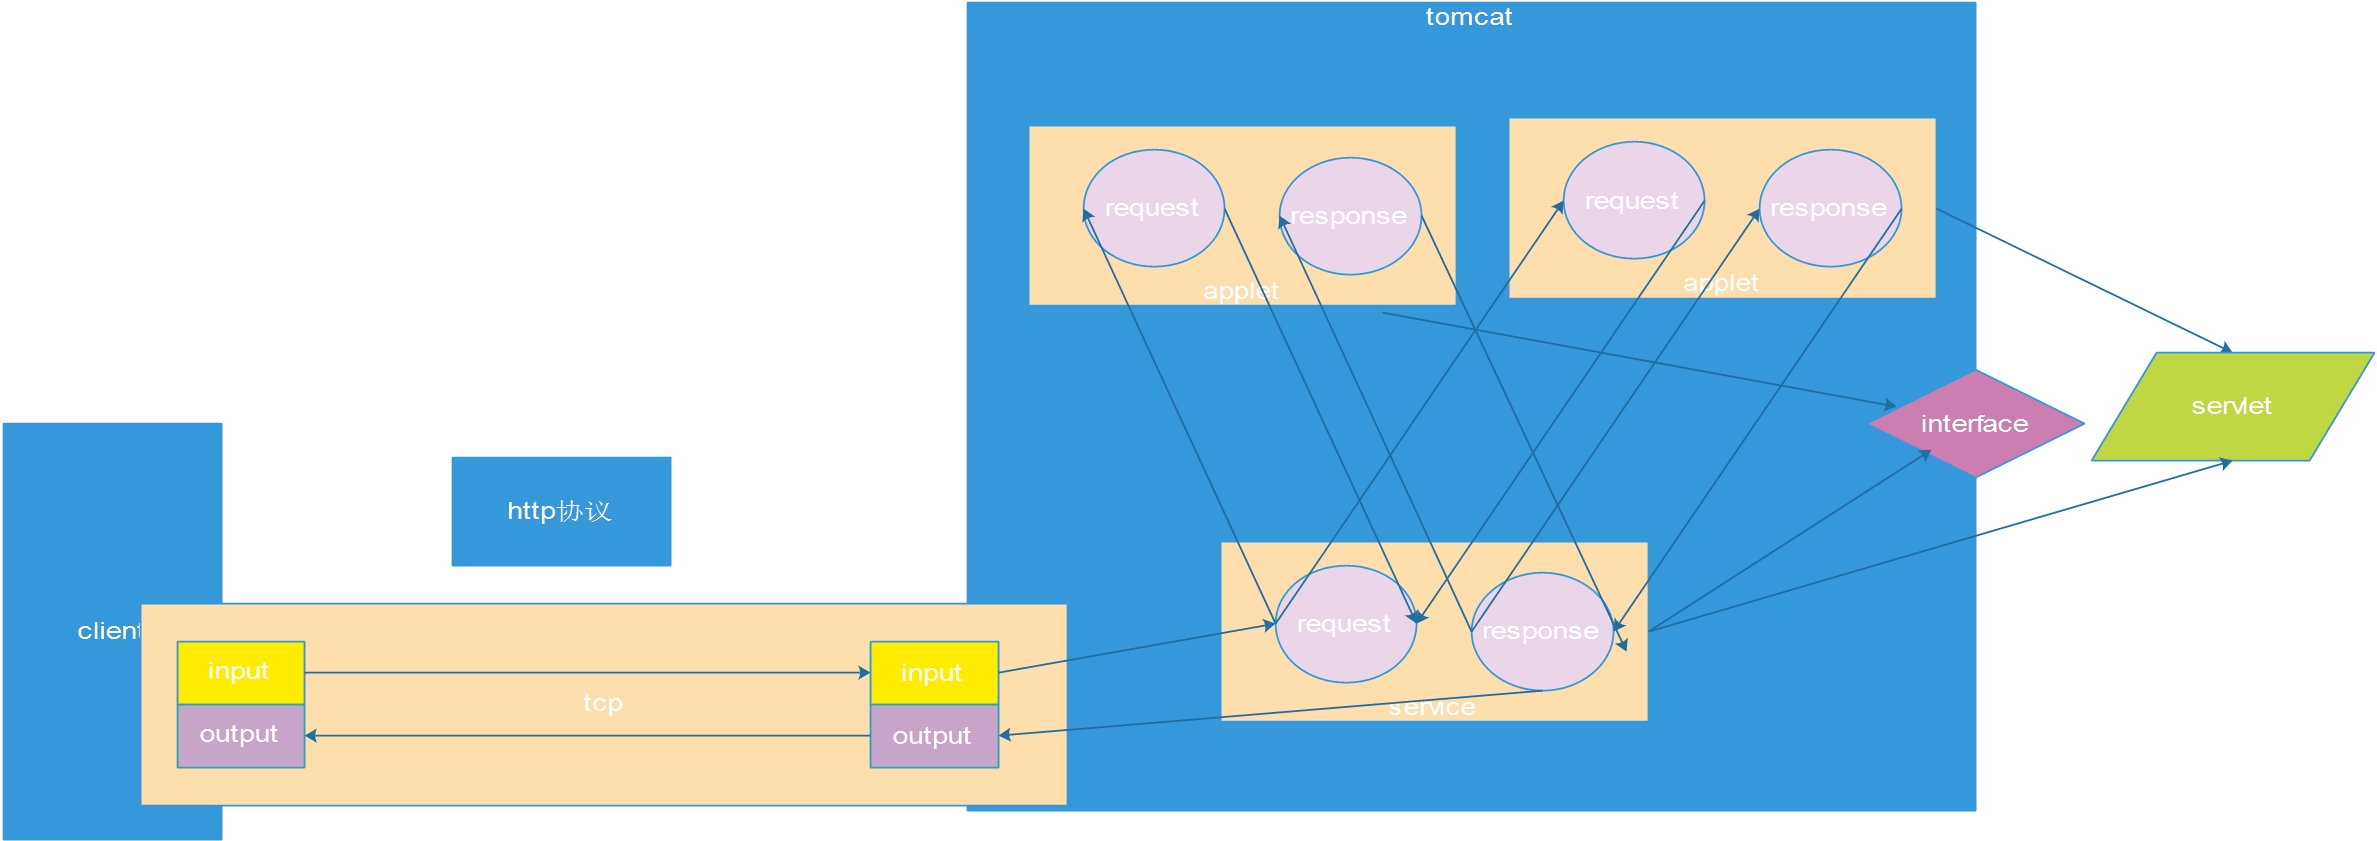 tomcat
request
response
applet
request
response
applet
interface
servlet
http协议
client
input
output
tcp
input
output
request
response
service